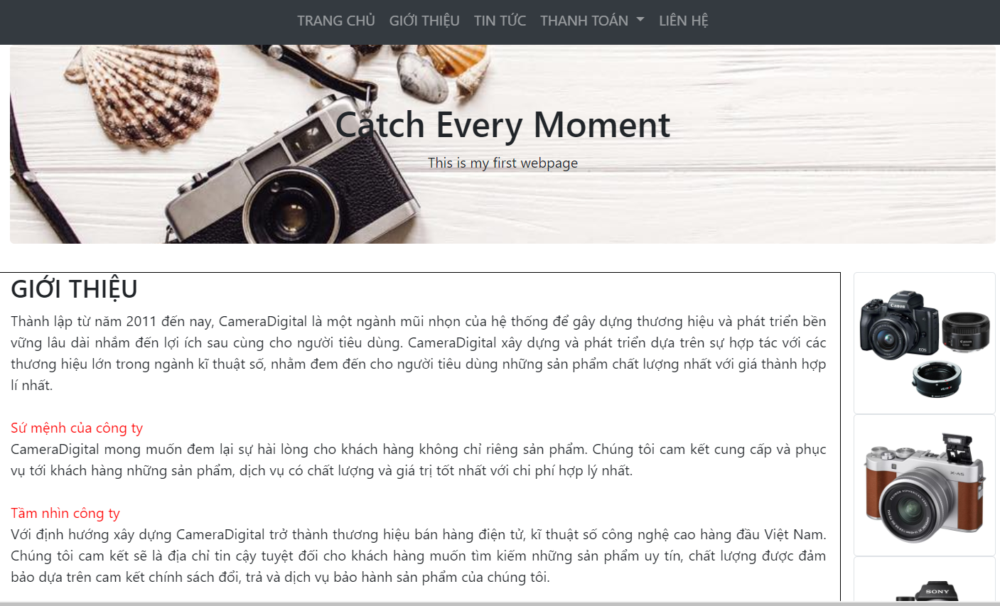 TRANG CHỦ GIỚI THIỆU TIN TỨC THANH TOÁN LIÊN HỆ
Catch Every Moment
This is my first webpage
GIỚI THIỆU
Thành lập từ năm 2011 đến nay, CameraDigital là một ngành mũi nhọn của hệ thống để gây dựng thương hiệu và phát triển bền
vững lâu dài nhắm đến lợi ích sau cùng cho người tiêu dùng. CameraDigital xây dựng và phát triển dựa trên sự hợp tác với các
thương hiệu lớn trong ngành kĩ thuật số, nhằm đem đến cho người tiêu dùng những sản phẩm chất lượng nhất với giá thành hợp
lí nhất.
Sứ mệnh của công ty
CameraDigital mong muốn đem lại sự hài lòng cho khách hàng không chỉ riêng sản phẩm. Chúng tôi cam kết cung cấp và phục
vụ tới khách hàng những sản phẩm, dịch vụ có chất lượng và giá trị tốt nhất với chi phí hợp lý nhất.
Tầm nhìn công ty
Với định hướng xây dựng CameraDigital trở thành thương hiệu bán hàng điện tử, kĩ thuật số công nghệ cao hàng đầu Việt Nam.
Chúng tôi cam kết sẽ là địa chỉ tin cậy tuyệt đối cho khách hàng muốn tìm kiếm những sản phẩm uy tín, chất lượng được đảm
bảo dựa trên cam kết chính sách đổi, trả và dịch vụ bảo hành sản phẩm của chúng tôi.
Canon
EOS
Canon
X-A5
SONY